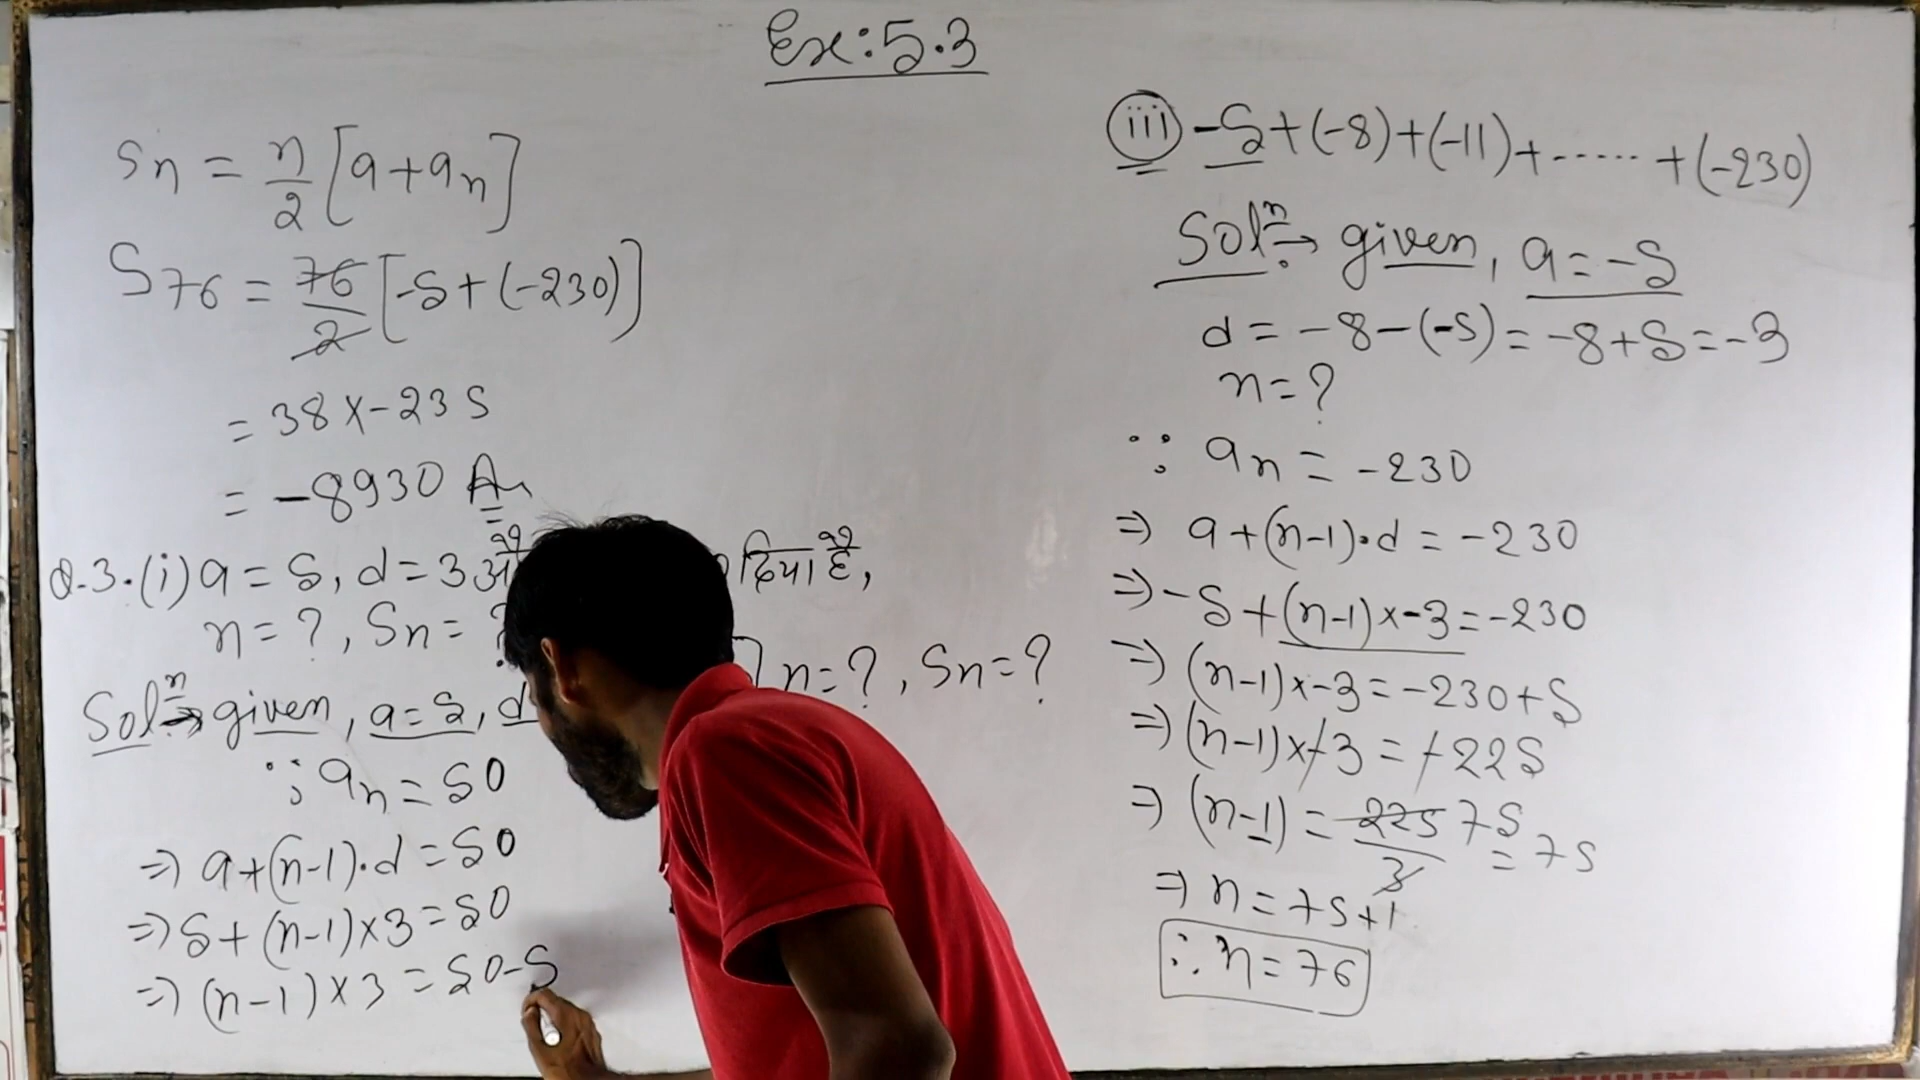 Ex:5.3
Sn = n/2 [a+an]
S76 = 76/2 [-5+(-230)]
= 38×-235
= -8930 Ans
Q.3.(i) a = 5, d = 3 दिया है,
n = ?, Sn = ? n=?, Sn=?
Solⁿ→ given, a=5, d
∵ an = 50
⇒ a+(n-1).d = 50
⇒ 5+(n-1)×3=50
⇒ (n-1)×3 = 50-5
(iii) -5+(-8)+(-11)+......+(-230)
Solⁿ→ given, a=-5
d = -8-(-5) = -8+5=-3
n=?
∵ an = -230
⇒ a+(n-1).d = -230
⇒ -5+(n-1)×-3=-230
⇒ (n-1)×-3=-230+5
⇒ (n-1)×-3 = -225
⇒ (n-1) = 225/3 75 = 75
⇒ n=75+1
∴ n=76